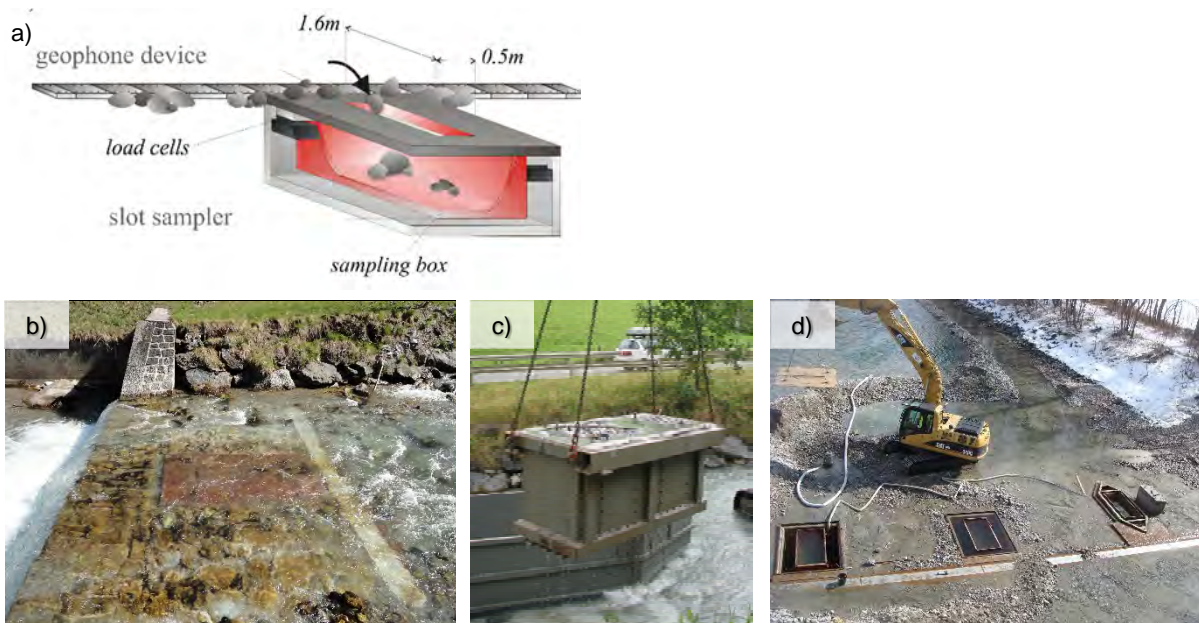 a)
1.6m
0.5m
geophone device
load cells
slot sampler
sampling box
b)
c)
d)